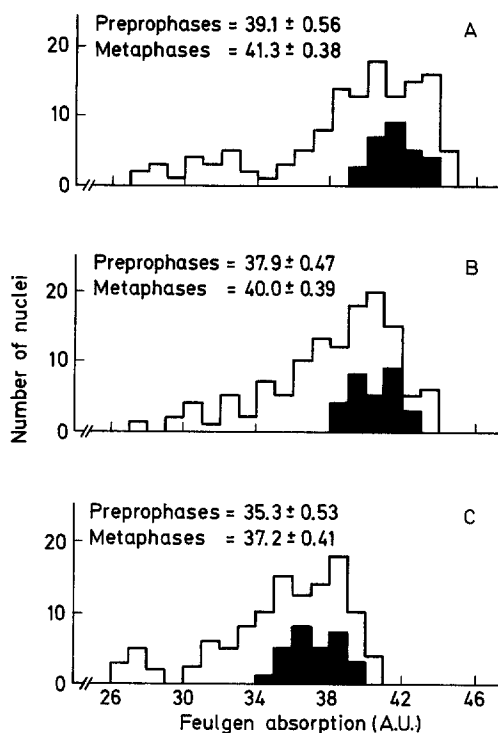 Preprophases = 39.1 ± 0.56
Metaphases = 41.3 ± 0.38
A
20
10
0
Preprophases = 37.9 ± 0.47
Metaphases = 40.0 ± 0.39
B
20
10
0
Number of nuclei
Preprophases = 35.3 ± 0.53
Metaphases = 37.2 ± 0.41
C
20
10
0
26 30 34 38 42 46
Feulgen absorption (A.U.)